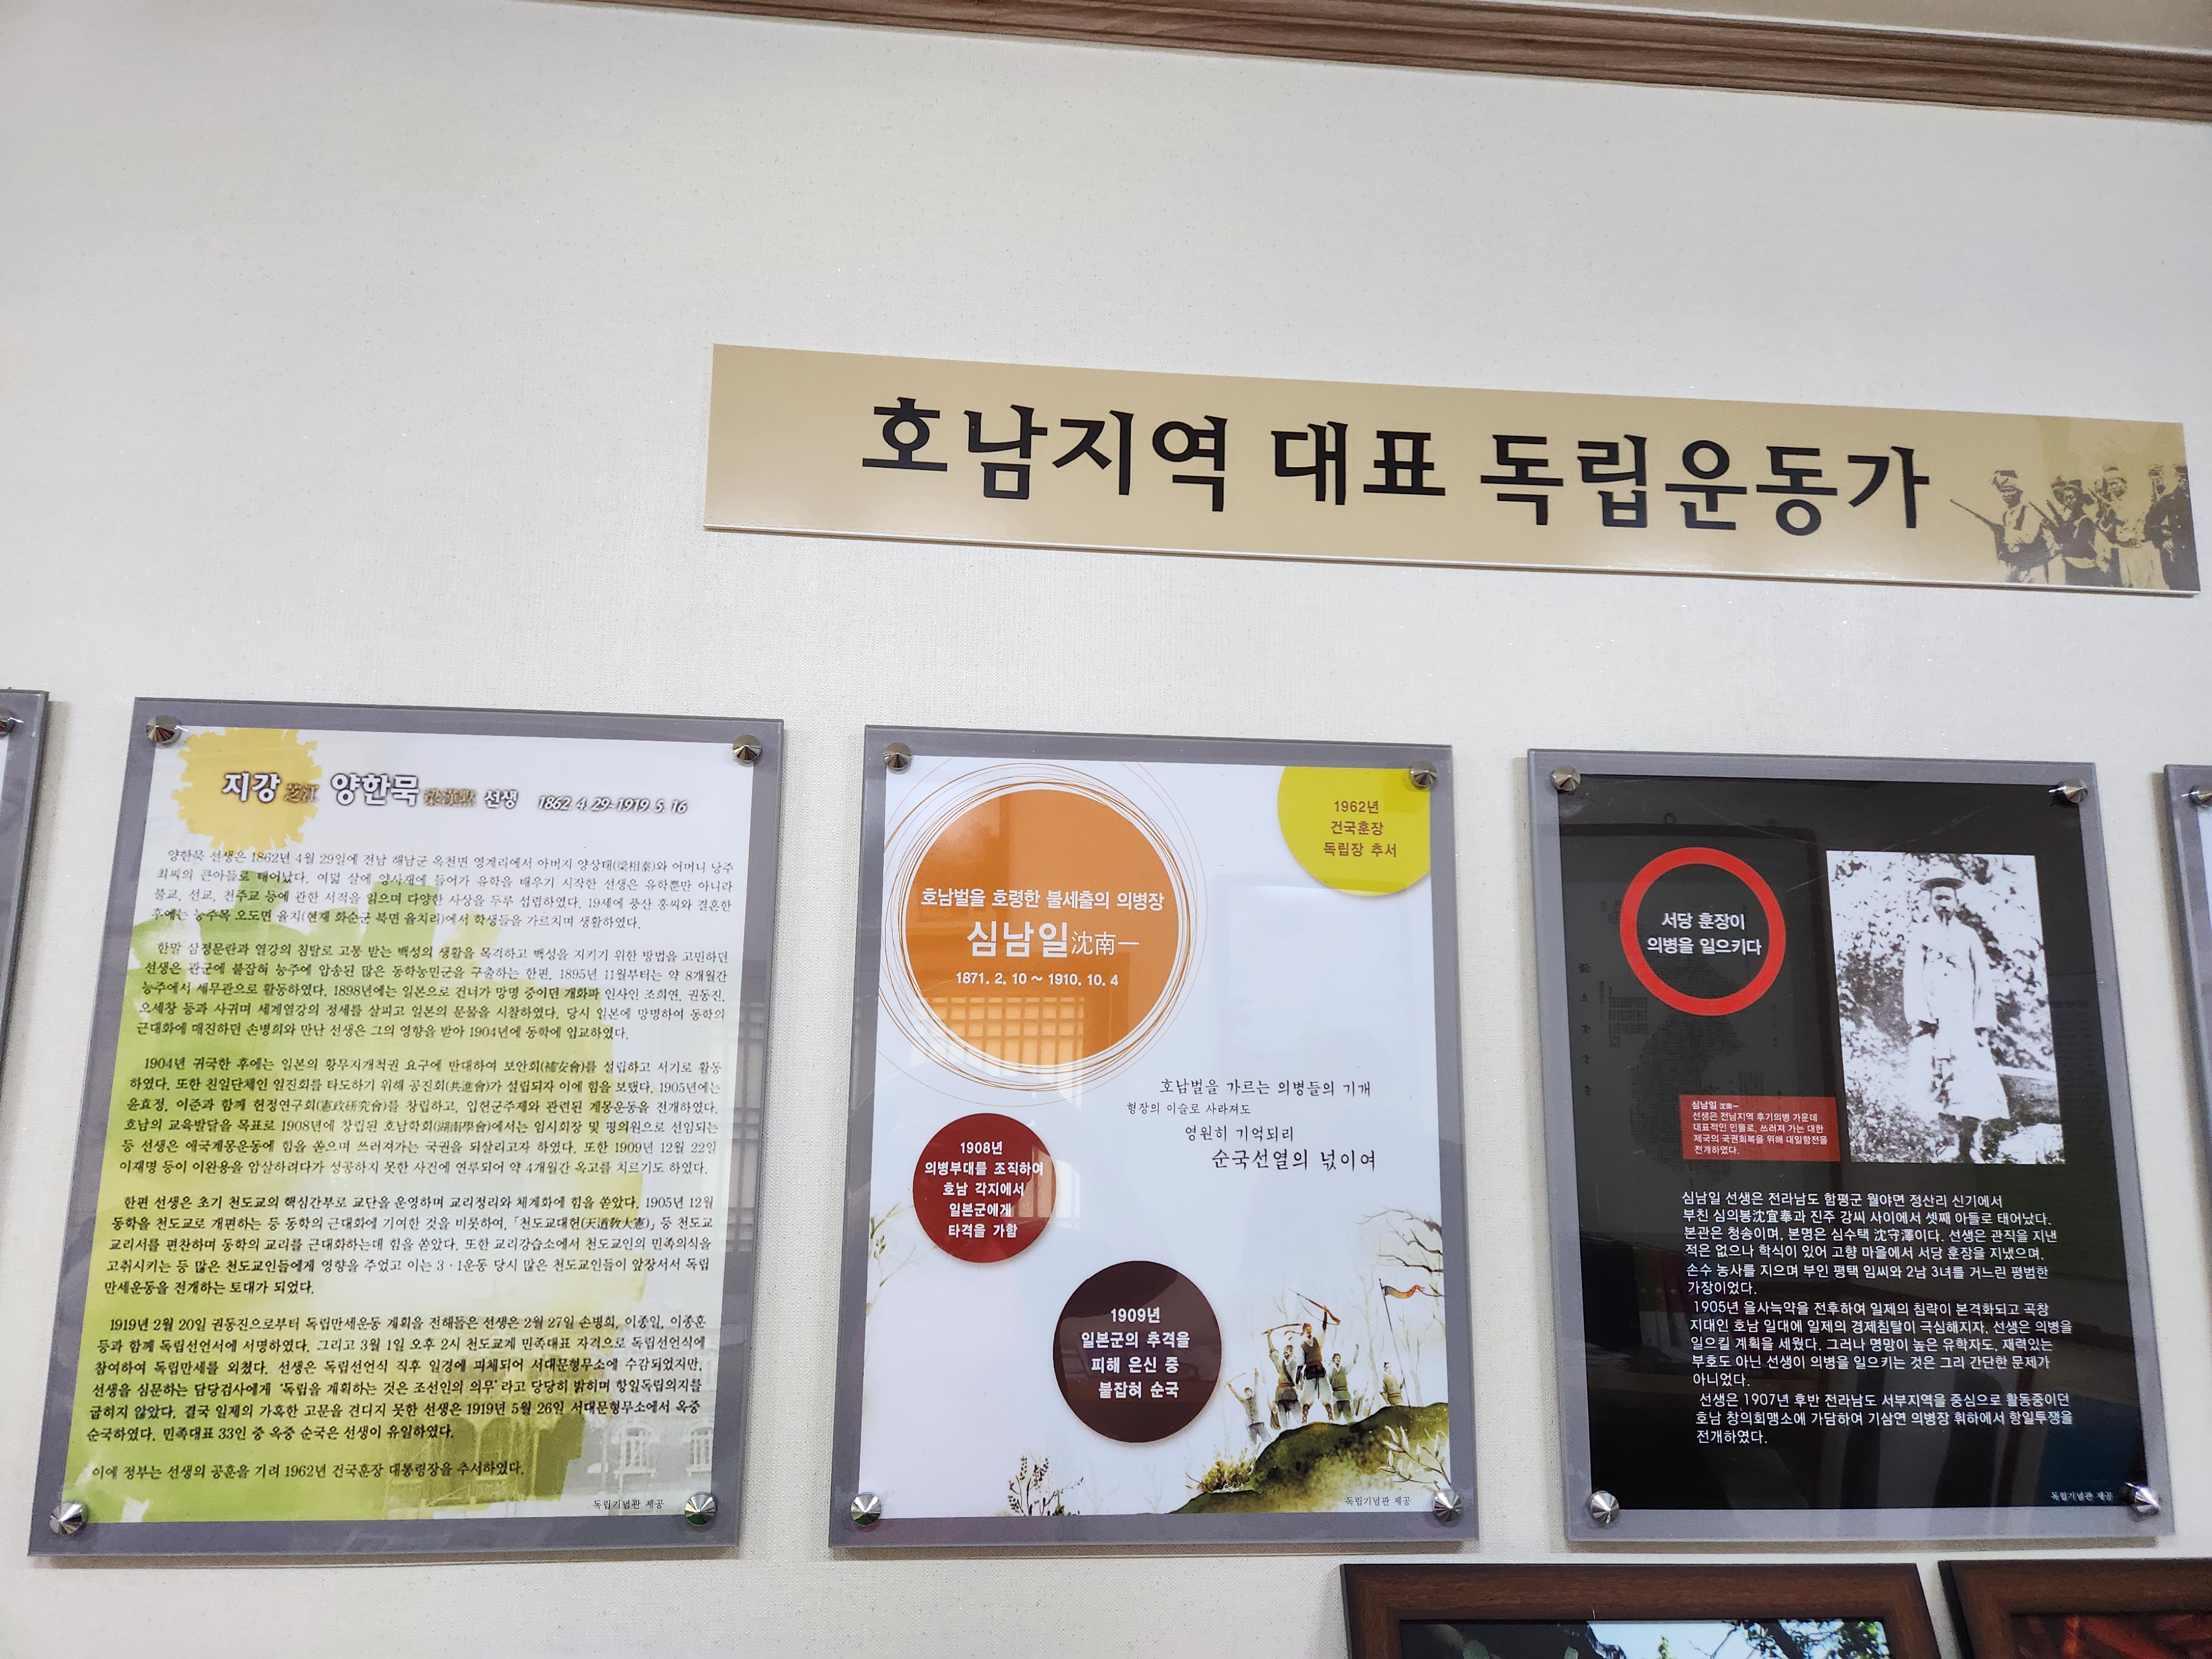 호남지역 대표 독립운동가
지강 芝江 양한묵 梁漢默 선생 1862. 4. 29~1919. 5. 16
양한묵 선생은 1862년 4월 29일에 전남 해남군 옥천면 영계리에서 아버지 양상태(梁相泰)와 어머니 낭주
최씨의 큰아들로 태어났다. 여덟 살에 양사재에 들어가 유학을 배우기 시작한 선생은 유학뿐만 아니라
불교, 선교, 천주교 등에 관한 서적을 읽으며 다양한 사상을 두루 섭렵하였다. 19세에 풍산 홍씨와 결혼한
후에는 능주목 오도면 율치(현재 화순군 북면 율치리)에서 학생들을 가르치며 생활하였다.
한말 삼정문란과 열강의 침탈로 고통 받는 백성의 생활을 목격하고 백성을 지키기 위한 방법을 고민하던
선생은 관군에 붙잡혀 능주에 압송된 많은 동학농민군을 구출하는 한편, 1895년 11월부터는 약 8개월간
능주에서 세무관으로 활동하였다. 1898년에는 일본으로 건너가 망명 중이던 개화파 인사인 조희연, 권동진,
오세창 등과 사귀며 세계열강의 정세를 살피고 일본의 문물을 시찰하였다. 당시 일본에 망명하여 동학의
근대화에 매진하던 손병희와 만난 선생은 그의 영향을 받아 1904년에 동학에 입교하였다.
1904년 귀국한 후에는 일본의 황무지개척권 요구에 반대하여 보안회(補安會)를 설립하고 서기로 활동
하였다. 또한 친일단체인 일진회를 타도하기 위해 공진회(共進會)가 설립되자 이에 힘을 보탰다. 1905년에는
윤효정, 이준과 함께 헌정연구회(憲政硏究會)를 창립하고, 입헌군주제와 관련된 계몽운동을 전개하였다.
호남의 교육발달을 목표로 1908년에 창립된 호남학회(湖南學會)에서는 임시회장 및 평의원으로 선임되는
등 선생은 애국계몽운동에 힘을 쏟으며 쓰러져가는 국권을 되살리고자 하였다. 또한 1909년 12월 22일
이재명 등이 이완용을 암살하려다가 성공하지 못한 사건에 연루되어 약 4개월간 옥고를 치르기도 하였다.
한편 선생은 초기 천도교의 핵심간부로 교단을 운영하며 교리정리와 체계화에 힘을 쏟았다. 1905년 12월
동학을 천도교로 개편하는 등 동학의 근대화에 기여한 것을 비롯하여, 「천도교대헌(天道敎大憲)」 등 천도교
교리서를 편찬하며 동학의 교리를 근대화하는데 힘을 쏟았다. 또한 교리강습소에서 천도교인의 민족의식을
고취시키는 등 많은 천도교인들에게 영향을 주었고 이는 3·1운동 당시 많은 천도교인들이 앞장서서 독립
만세운동을 전개하는 토대가 되었다.
1919년 2월 20일 권동진으로부터 독립만세운동 계획을 전해들은 선생은 2월 27일 손병희, 이종일, 이종훈
등과 함께 독립선언서에 서명하였다. 그리고 3월 1일 오후 2시 천도교계 민족대표 자격으로 독립선언식에
참여하여 독립만세를 외쳤다. 선생은 독립선언식 직후 일경에 피체되어 서대문형무소에 수감되었지만,
선생을 심문하는 담당검사에게 '독립을 계획하는 것은 조선인의 의무'라고 당당히 밝히며 항일독립의지를
굽히지 않았다. 결국 일제의 가혹한 고문을 견디지 못한 선생은 1919년 5월 26일 서대문형무소에서 옥중
순국하였다. 민족대표 33인 중 옥중 순국은 선생이 유일하였다.
이에 정부는 선생의 공훈을 기려 1962년 건국훈장 대통령장을 추서하였다.
독립기념관 제공
1962년
건국훈장
독립장 추서
호남벌을 호령한 불세출의 의병장
심남일 沈南一
1871. 2. 10 ~ 1910. 10. 4
호남벌을 가르는 의병들의 기개
형장의 이슬로 사라져도
영원히 기억되리
순국선열의 넋이여
1908년
의병부대를 조직하여
호남 각지에서
일본군에게
타격을 가함
1909년
일본군의 추격을
피해 은신 중
붙잡혀 순국
독립기념관 제공
서당 훈장이
의병을 일으키다
심남일 沈南一
선생은 전남지역 후기의병 가운데
대표적인 인물로, 쓰러져 가는 대한
제국의 국권회복을 위해 대일항전을
전개하였다.
심남일 선생은 전라남도 함평군 월야면 정산리 신기에서
부친 심의봉沈宜奉과 진주 강씨 사이에서 셋째 아들로 태어났다.
본관은 청송이며, 본명은 심수택 沈守澤이다. 선생은 관직을 지낸
적은 없으나 학식이 있어 고향 마을에서 서당 훈장을 지냈으며,
손수 농사를 지으며 부인 평택 임씨와 2남 3녀를 거느린 평범한
가장이었다.
1905년 을사늑약을 전후하여 일제의 침략이 본격화되고 곡창
지대인 호남 일대에 일제의 경제침탈이 극심해지자, 선생은 의병을
일으킬 계획을 세웠다. 그러나 명망이 높은 유학자도, 재력있는
부호도 아닌 선생이 의병을 일으키는 것은 그리 간단한 문제가
아니었다.
선생은 1907년 후반 전라남도 서부지역을 중심으로 활동중이던
호남 창의회맹소에 가담하여 기삼연 의병장 휘하에서 항일투쟁을
전개하였다.
독립기념관 제공